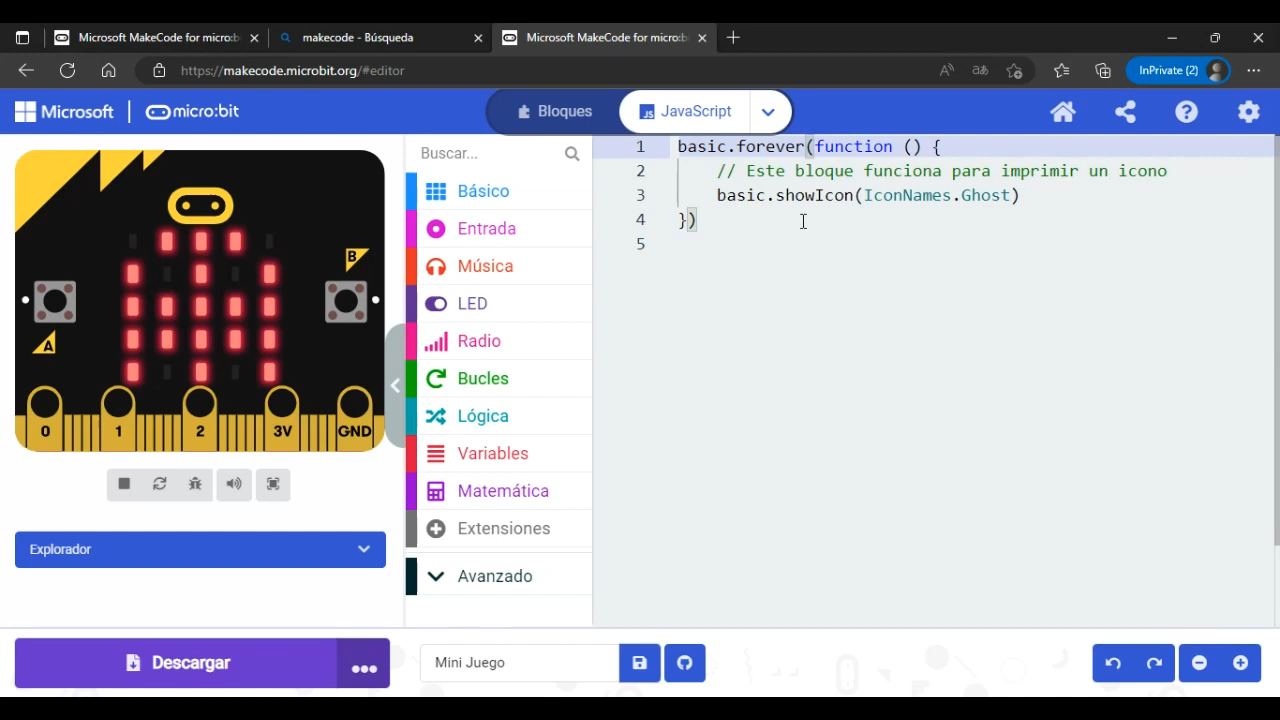 Microsoft MakeCode for micro:b
makecode - Búsqueda
Microsoft MakeCode for micro:b
https://makecode.microbit.org/#editor
InPrivate (2)
Microsoft
micro:bit
Bloques
JavaScript
A
B
0
1
2
3V
GND
Explorador
Buscar...
Básico
Entrada
Música
LED
Radio
Bucles
Lógica
Variables
Matemática
Extensiones
Avanzado
1 basic.forever(function () {
2 // Este bloque funciona para imprimir un icono
3 basic.showIcon(IconNames.Ghost)
4 })
5
Descargar
Mini Juego